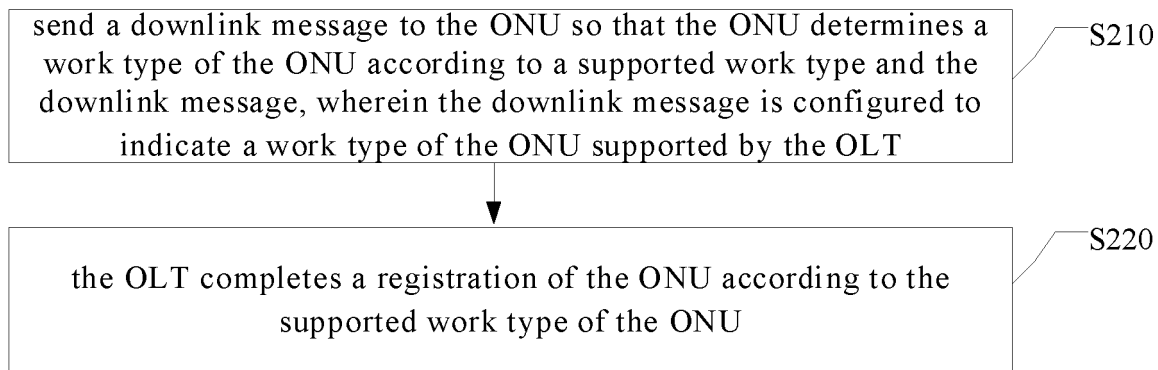 send a downlink message to the ONU so that the ONU determines a
work type of the ONU according to a supported work type and the
downlink message, wherein the downlink message is configured to
indicate a work type of the ONU supported by the OLT
S210
the OLT completes a registration of the ONU according to the
supported work type of the ONU
S220